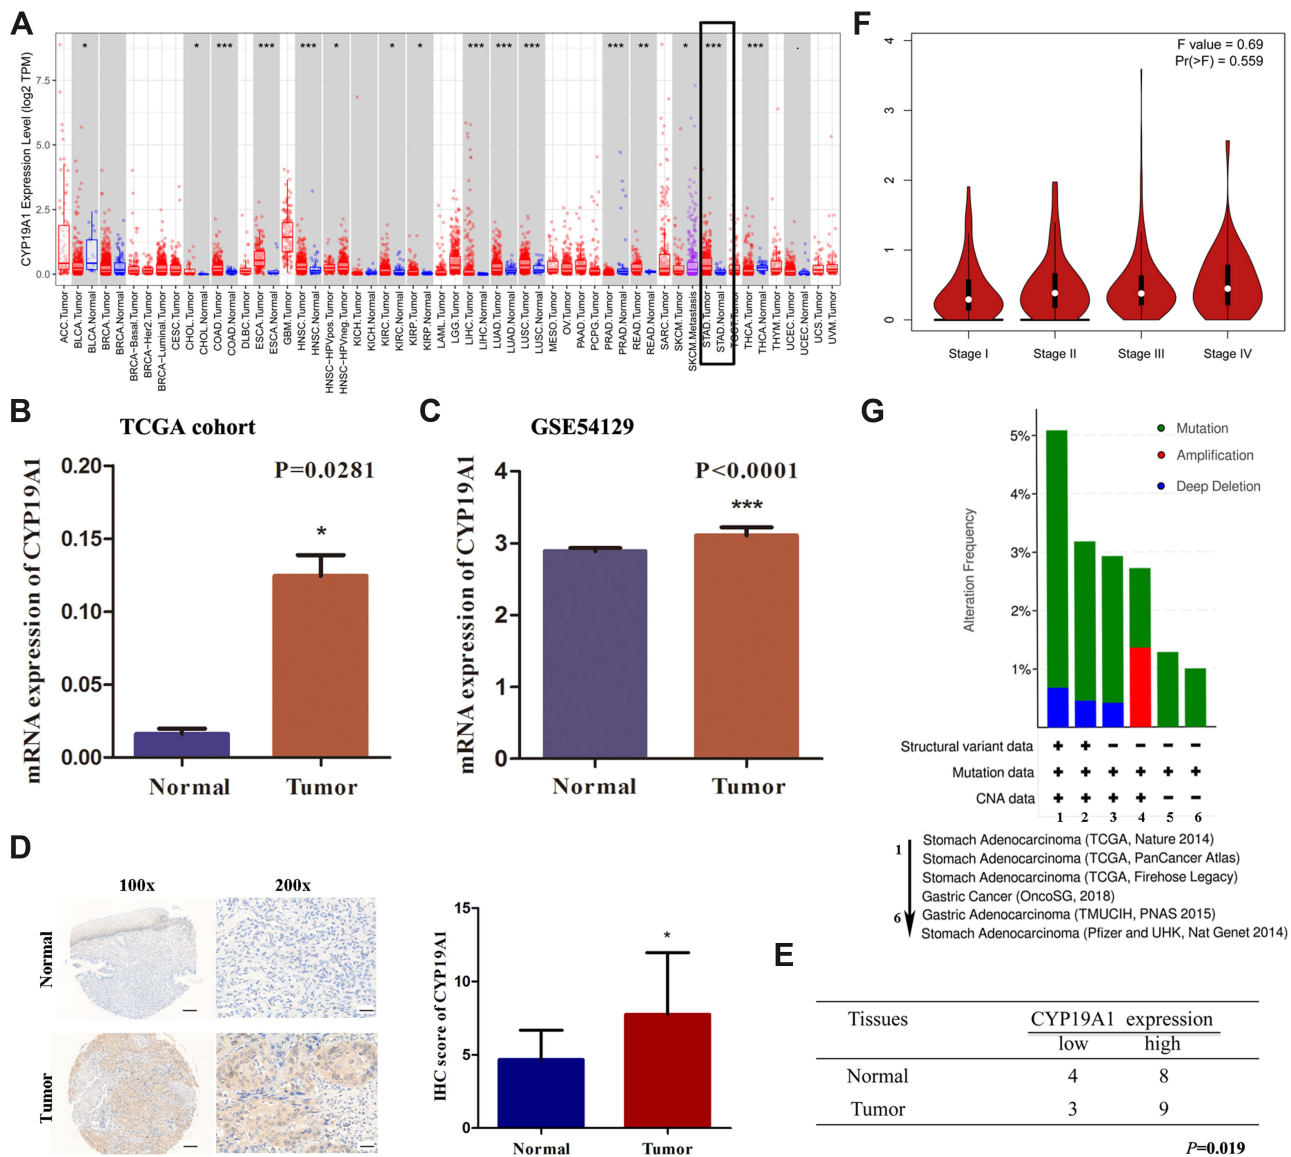 A
CYP19A1 Expression Level (log2 TPM)
7.5
5.0
2.5
0.0
* * *** *** *** * * * *** *** *** *** ** * *** *** .
ACC.Tumor
BLCA.Tumor
BLCA.Normal
BRCA.Tumor
BRCA.Normal
BRCA-Basal.Tumor
BRCA-Her2.Tumor
BRCA-Luminal.Tumor
CESC.Tumor
CHOL.Tumor
CHOL.Normal
COAD.Tumor
COAD.Normal
DLBC.Tumor
ESCA.Tumor
ESCA.Normal
GBM.Tumor
HNSC.Tumor
HNSC.Normal
HNSC-HPVpos.Tumor
HNSC-HPVneg.Tumor
KICH.Tumor
KICH.Normal
KIRC.Tumor
KIRC.Normal
KIRP.Tumor
KIRP.Normal
LAML.Tumor
LGG.Tumor
LIHC.Tumor
LIHC.Normal
LUAD.Tumor
LUAD.Normal
LUSC.Tumor
LUSC.Normal
MESO.Tumor
OV.Tumor
PAAD.Tumor
PCPG.Tumor
PRAD.Tumor
PRAD.Normal
READ.Tumor
READ.Normal
SARC.Tumor
SKCM.Tumor
SKCM.Metastasis
STAD.Tumor
STAD.Normal
TGCT.Tumor
THCA.Tumor
THCA.Normal
THYM.Tumor
UCEC.Tumor
UCEC.Normal
UCS.Tumor
UVM.Tumor
F
F value = 0.69
Pr(>F) = 0.559
4
3
2
1
0
Stage I Stage II Stage III Stage IV
B
TCGA cohort
mRNA expression of CYP19A1
P=0.0281
*
0.20
0.15
0.10
0.05
0.00
Normal Tumor
C
GSE54129
mRNA expression of CYP19A1
P<0.0001
***
4
3
2
1
0
Normal Tumor
G
Mutation
Amplification
Deep Deletion
Alteration Frequency
5%
4%
3%
2%
1%
Structural variant data + + − − − −
Mutation data + + + + + +
CNA data + + + + − −
1 2 3 4 5 6
1
Stomach Adenocarcinoma (TCGA, Nature 2014)
Stomach Adenocarcinoma (TCGA, PanCancer Atlas)
Stomach Adenocarcinoma (TCGA, Firehose Legacy)
Gastric Cancer (OncoSG, 2018)
6
Gastric Adenocarcinoma (TMUCIH, PNAS 2015)
Stomach Adenocarcinoma (Pfizer and UHK, Nat Genet 2014)
D
100x 200x
Normal
Tumor
IHC score of CYP19A1
15
10
5
0
*
Normal Tumor
E
Tissues CYP19A1 expression
low high
Normal 4 8
Tumor 3 9
P=0.019